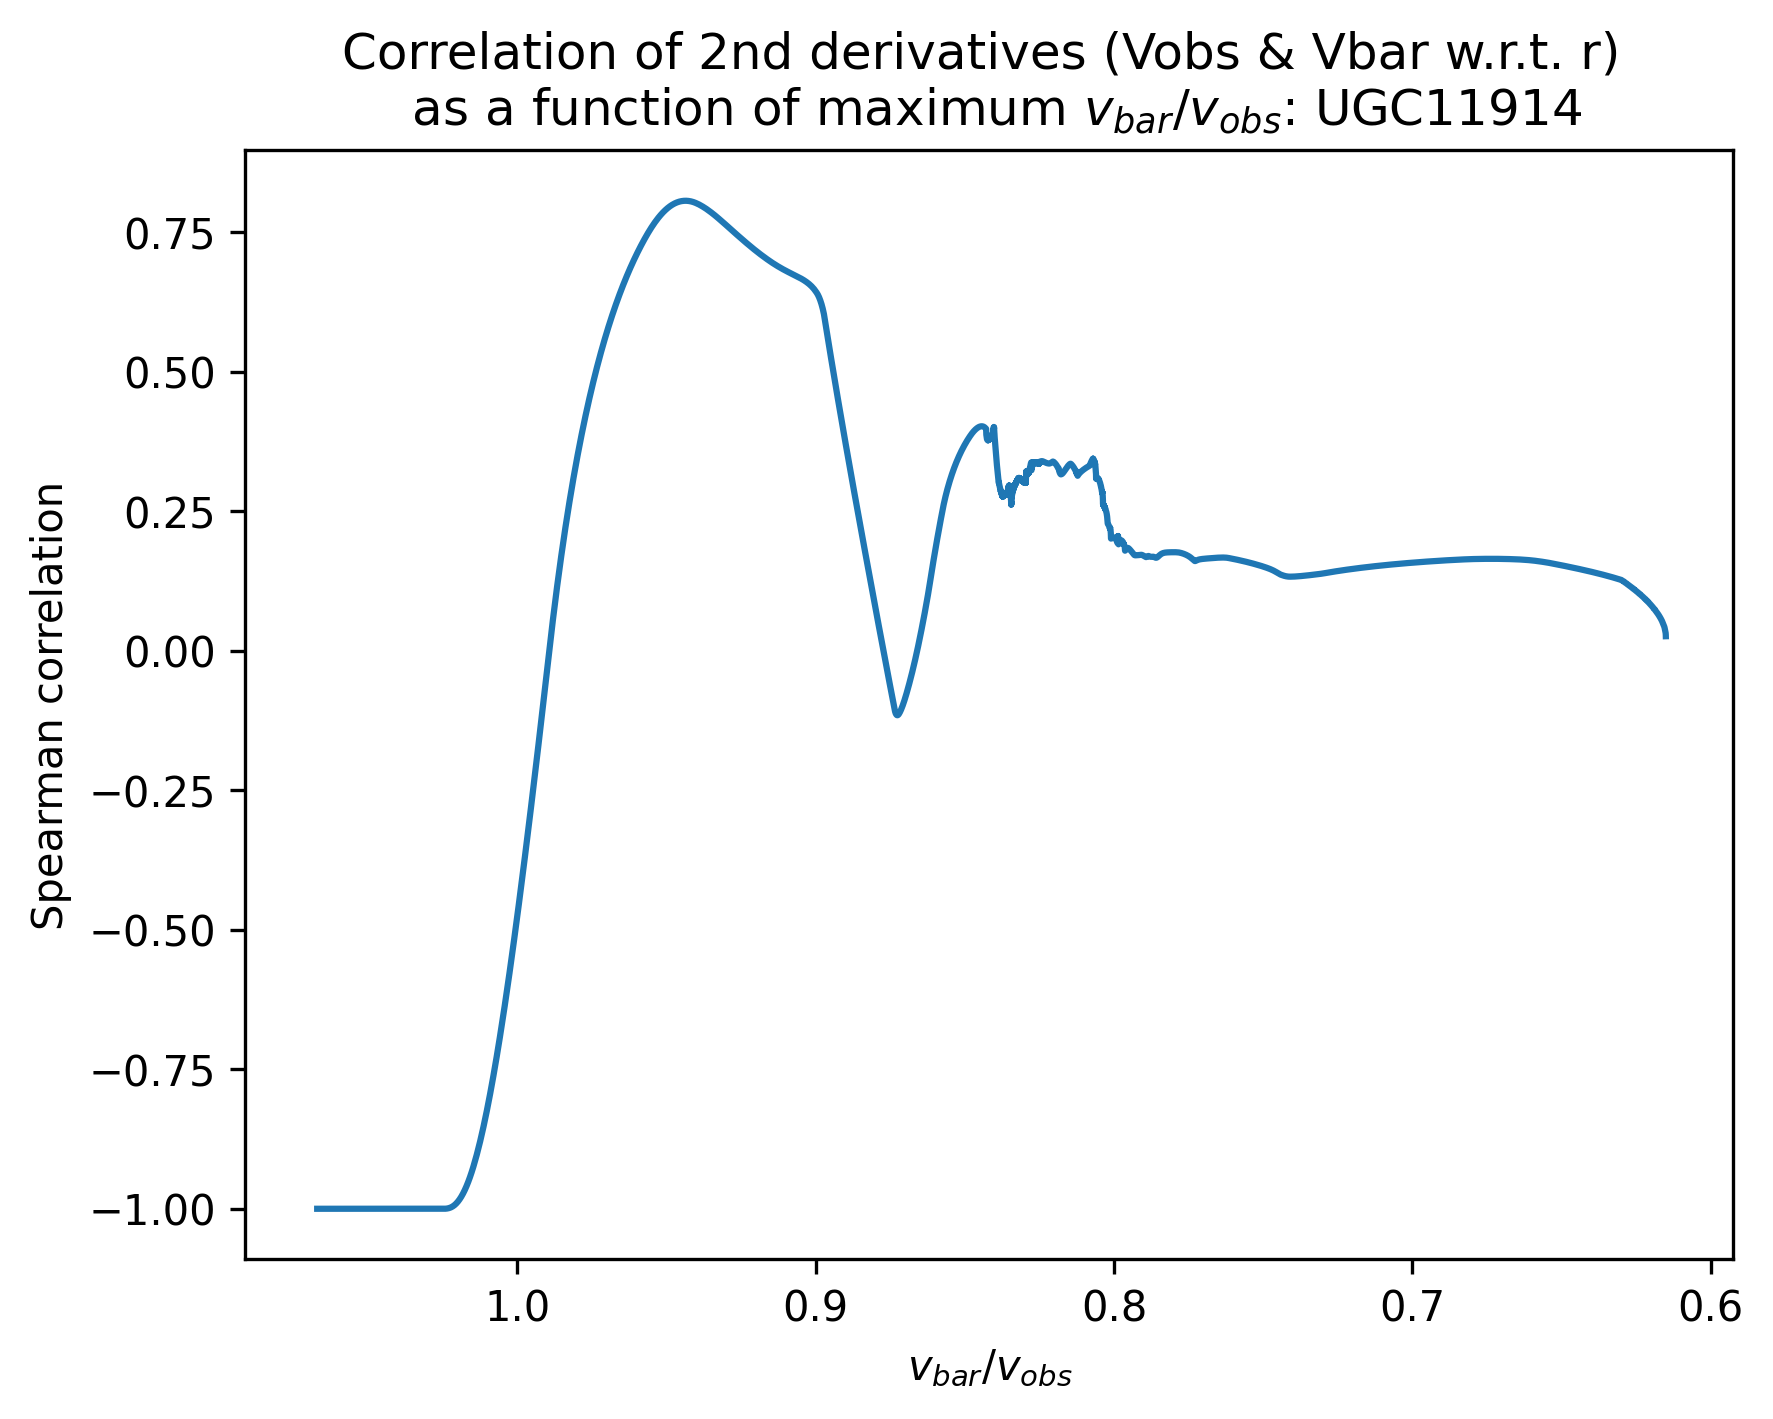 Correlation of 2nd derivatives (Vobs & Vbar w.r.t. r)
as a function of maximum v_bar/v_obs: UGC11914
Spearman correlation
0.75
0.50
0.25
0.00
−0.25
−0.50
−0.75
−1.00
1.0 0.9 0.8 0.7 0.6
v_bar/v_obs